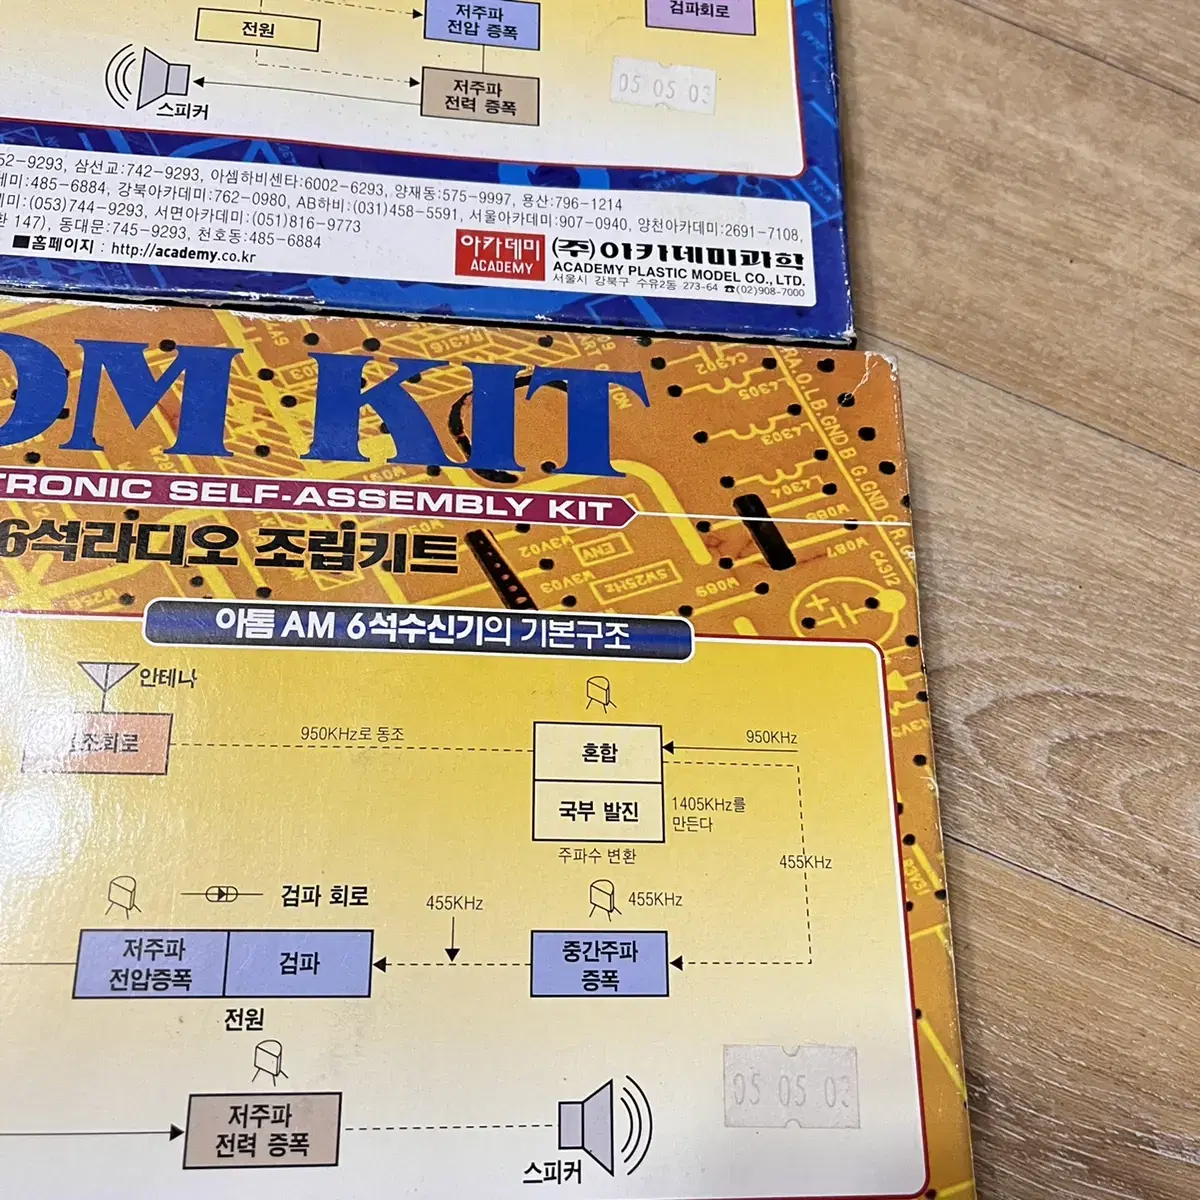 전원
저주파
전압 증폭
검파회로
스피커
저주파
전력 증폭
05 05 03
52-9293, 삼선교:742-9293, 아셈하비센타:6002-6293, 양재동:575-9997, 용산:796-1214
데미:485-6884, 강북아카데미:762-0980, AB하비:(031)458-5591, 서울아카데미:907-0940, 양천아카데미:2691-7108,
미:(053)744-9293, 서면아카데미:(051)816-9773
환 147), 동대문:745-9293, 천호동:485-6884
■홈페이지 : http://academy.co.kr
아카데미
ACADEMY
(주)아카데미과학
ACADEMY PLASTIC MODEL CO., LTD.
서울시 강북구 수유2동 273-64 ☎(02)908-7000
OM KIT
TRONIC SELF-ASSEMBLY KIT
6석라디오 조립키트
아톰 AM 6석수신기의 기본구조
안테나
조회로
950KHz로 동조
혼합
950KHz
국부 발진
1405KHz를
만든다
주파수 변환
455KHz
검파 회로
455KHz
455KHz
저주파
전압증폭
검파
중간주파
증폭
전원
저주파
전력 증폭
스피커
05 05 03
L4302
L4305
L4303
L4304
W3V02
W3V03
ENV
SW25Hz
W089
W087
C4312